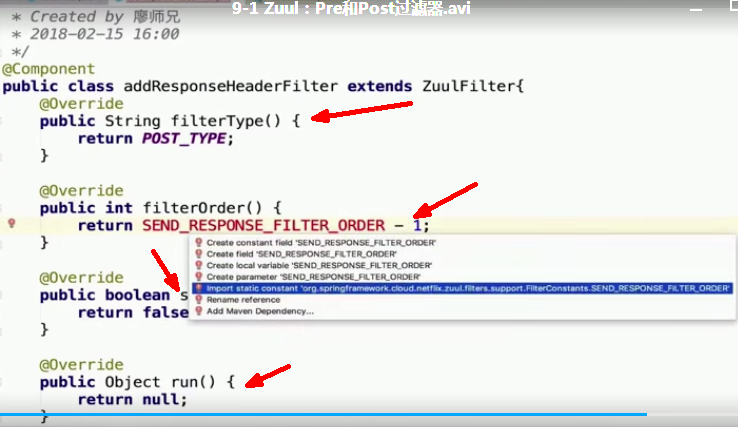 9-1 Zuul：Pre和Post过滤器.avi
* Created by 廖师兄
* 2018-02-15 16:00
*/
@Component
public class addResponseHeaderFilter extends ZuulFilter{
@Override
public String filterType() {
return POST_TYPE;
}
@Override
public int filterOrder() {
return SEND_RESPONSE_FILTER_ORDER - 1;
}
Create constant field 'SEND_RESPONSE_FILTER_ORDER'
Create field 'SEND_RESPONSE_FILTER_ORDER'
Create local variable 'SEND_RESPONSE_FILTER_ORDER'
Create parameter 'SEND_RESPONSE_FILTER_ORDER'
Import static constant 'org.springframework.cloud.netflix.zuul.filters.support.FilterConstants.SEND_RESPONSE_FILTER_ORDER'
Rename reference
Add Maven Dependency...
@Override
public boolean s
return false
}
@Override
public Object run() {
return null;
}